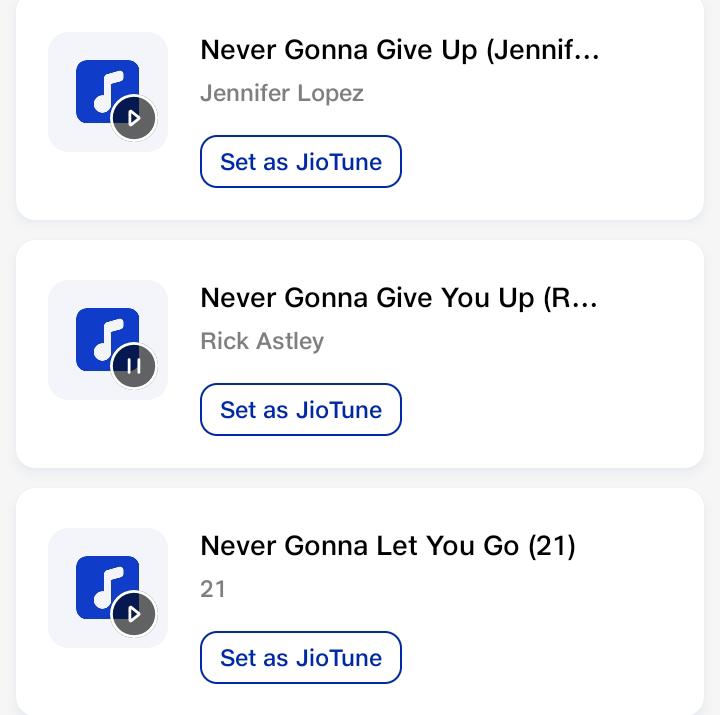 Never Gonna Give Up (Jennif...
Jennifer Lopez
Set as JioTune
Never Gonna Give You Up (R...
Rick Astley
Set as JioTune
Never Gonna Let You Go (21)
21
Set as JioTune